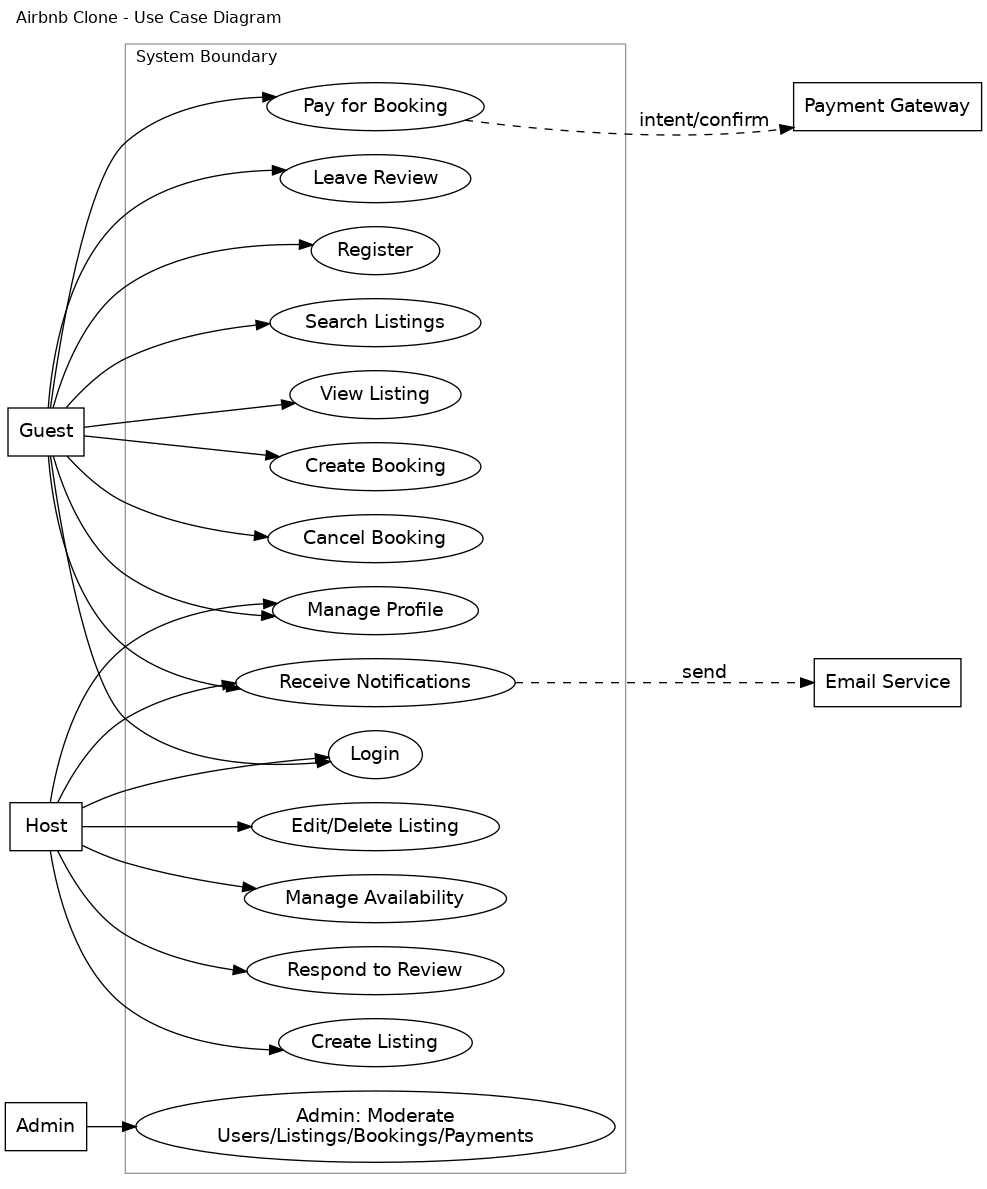 Airbnb Clone - Use Case Diagram
System Boundary
Pay for Booking
intent/confirm
Payment Gateway
Leave Review
Register
Search Listings
View Listing
Guest
Create Booking
Cancel Booking
Manage Profile
Receive Notifications
send
Email Service
Login
Host
Edit/Delete Listing
Manage Availability
Respond to Review
Create Listing
Admin
Admin: Moderate
Users/Listings/Bookings/Payments